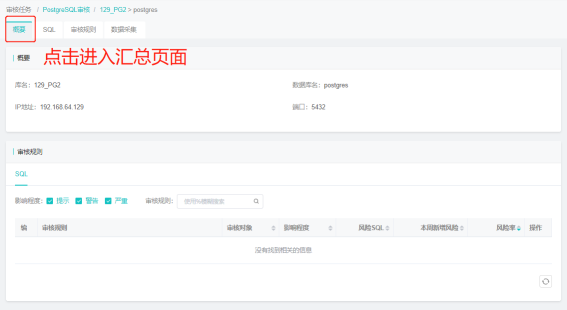 审核任务 / PostgreSQL审核 / 129_PG2 > postgres
概要 SQL 审核规则 数据采集
概要 点击进入汇总页面
库名：129_PG2 数据库名：postgres
IP地址：192.168.64.129 端口：5432
审核规则
SQL
影响程度： 提示 警告 严重 审核规则： 使用%模糊搜索
审核规则 审核对象 影响程度 风险SQL 本周新增风险 风险率 操作
没有找到相关的信息